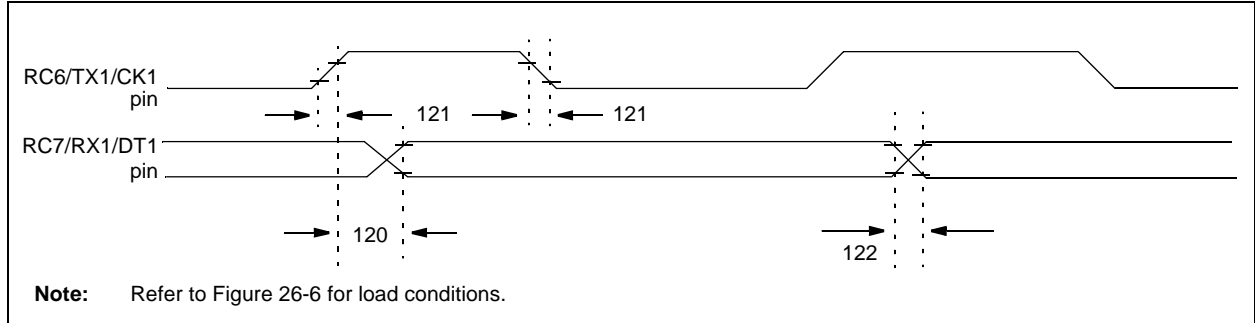 RC6/TX1/CK1
pin
121
121
RC7/RX1/DT1
pin
120
122
Note: Refer to Figure 26-6 for load conditions.